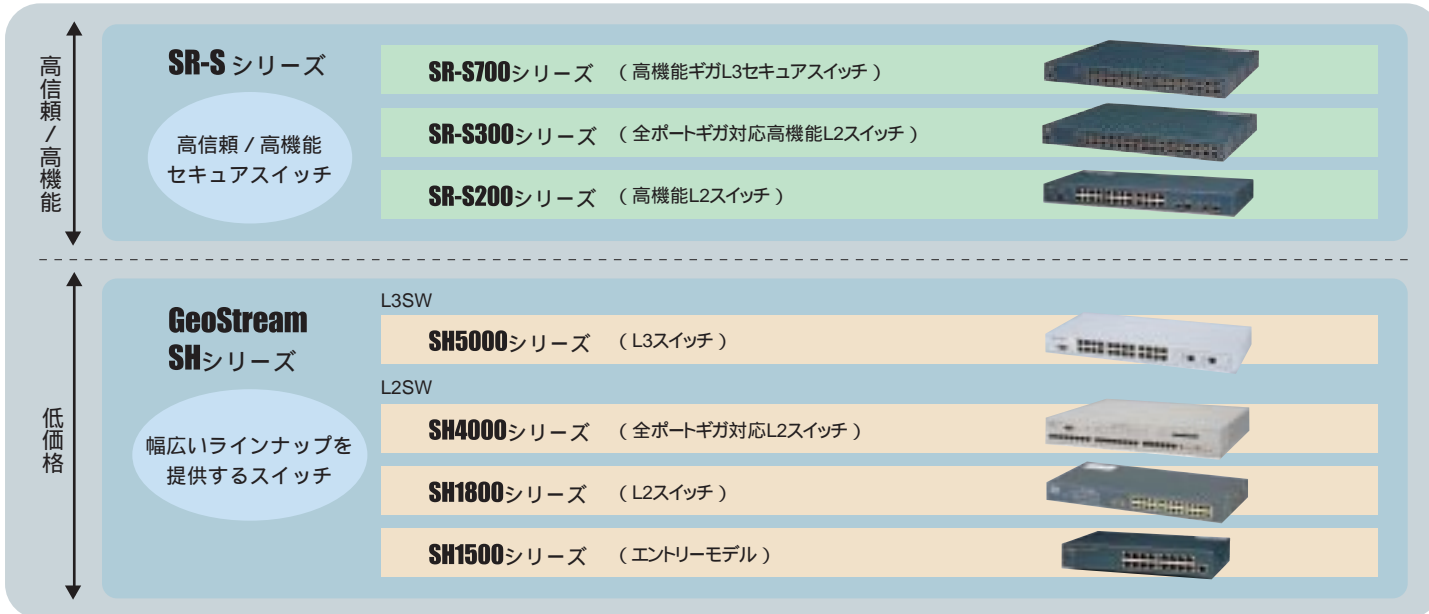 高信頼/高機能
SR-S シリーズ
高信頼 / 高機能
セキュアスイッチ
SR-S700シリーズ （高機能ギガL3セキュアスイッチ）
SR-S300シリーズ （全ポートギガ対応高機能L2スイッチ）
SR-S200シリーズ （高機能L2スイッチ）
低価格
GeoStream
SHシリーズ
幅広いラインナップを
提供するスイッチ
L3SW
SH5000シリーズ （L3スイッチ）
L2SW
SH4000シリーズ （全ポートギガ対応L2スイッチ）
SH1800シリーズ （L2スイッチ）
SH1500シリーズ （エントリーモデル）